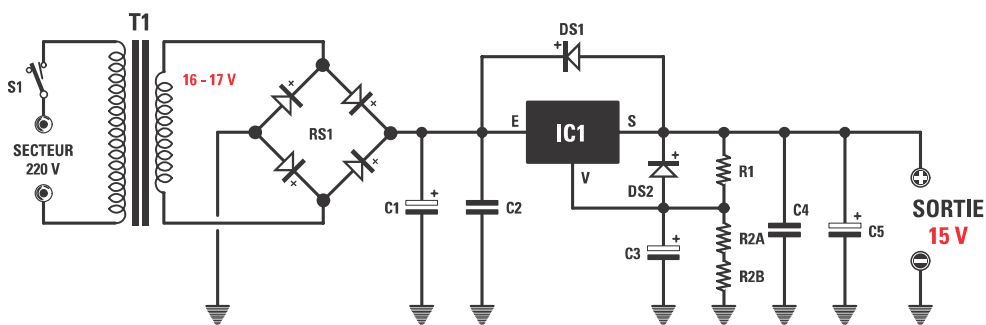 T1
DS1
S1
16 - 17 V
RS1
E
IC1
S
SECTEUR
220 V
V
DS2
R1
C1
C2
C3
R2A
R2B
C4
C5
SORTIE
15 V